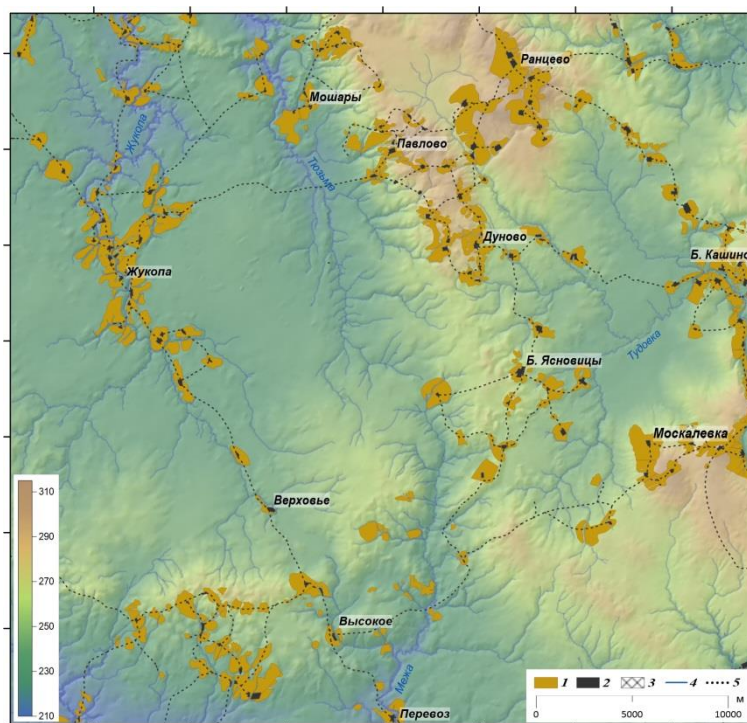 Ранцево
Мошары
Жукопа
Павлово
Тюзьма
Дуново
Б. Кашино
Жукопа
Тудовка
Б. Ясновицы
Москалевка
310
Верховье
290
270
250
Высокое
230
1 2 3 4 5
Межа
м
210
Перевоз
0 5000 10000